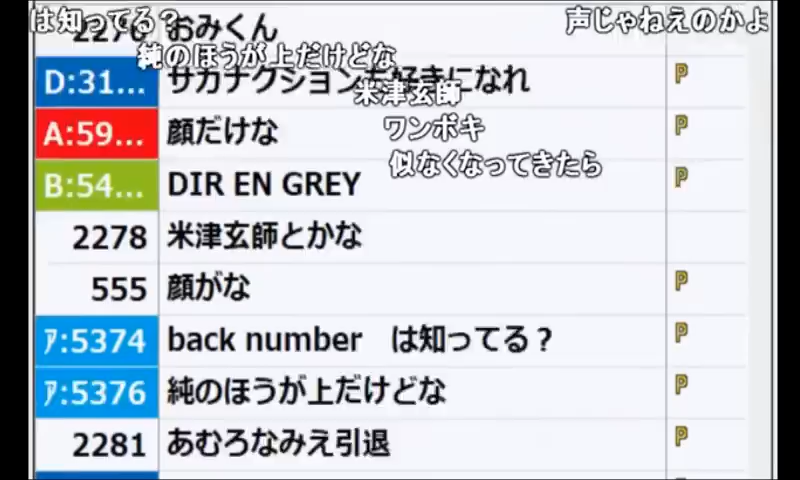 は知ってる？
声じゃねえのかよ
おみくん
純のほうが上だけどな
D:31... サカナクションも好きになれ P
米津玄師
A:59... 顔だけな P
ワンボキ
似なくなってきたら
B:54... DIR EN GREY P
2278 米津玄師とかな
555 顔がな P
ｱ:5374 back number　は知ってる？ P
ｱ:5376 純のほうが上だけどな P
2281 あむろなみえ引退 P